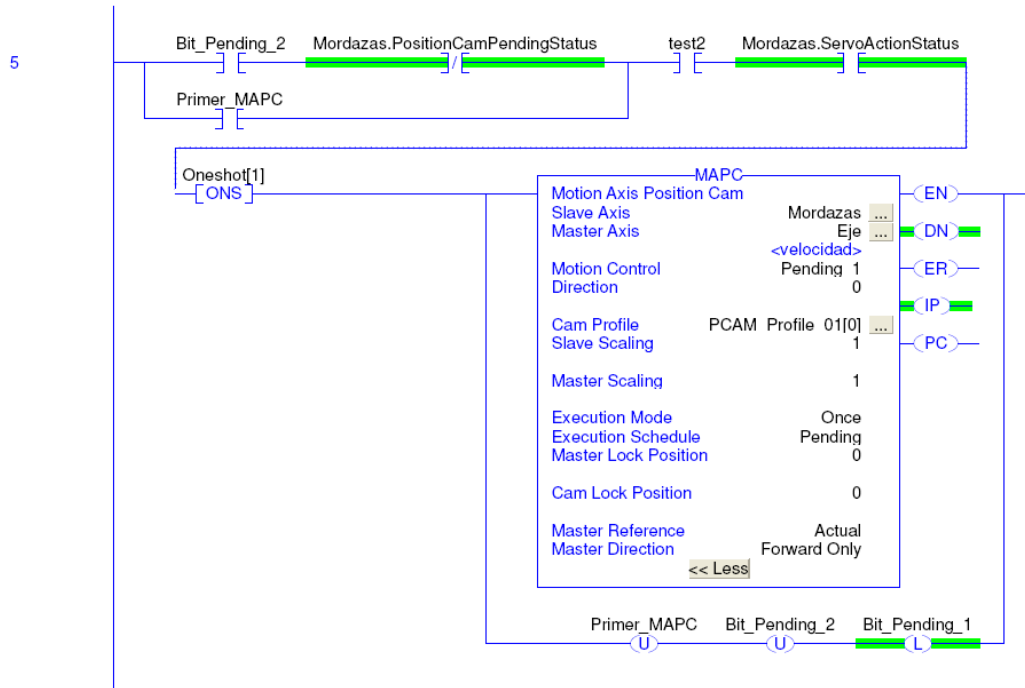 Bit_Pending_2 Mordazas.PositionCamPendingStatus test2 Mordazas.ServoActionStatus
5
/
Primer_MAPC
Oneshot[1]
ONS
MAPC
Motion Axis Position Cam EN
Slave Axis Mordazas ...
Master Axis Eje ... DN
<velocidad>
Motion Control Pending_1 ER
Direction 0
IP
Cam Profile PCAM_Profile_01[0] ...
Slave Scaling 1 PC
Master Scaling 1
Execution Mode Once
Execution Schedule Pending
Master Lock Position 0
Cam Lock Position 0
Master Reference Actual
Master Direction Forward Only
<< Less
Primer_MAPC Bit_Pending_2 Bit_Pending_1
U U L